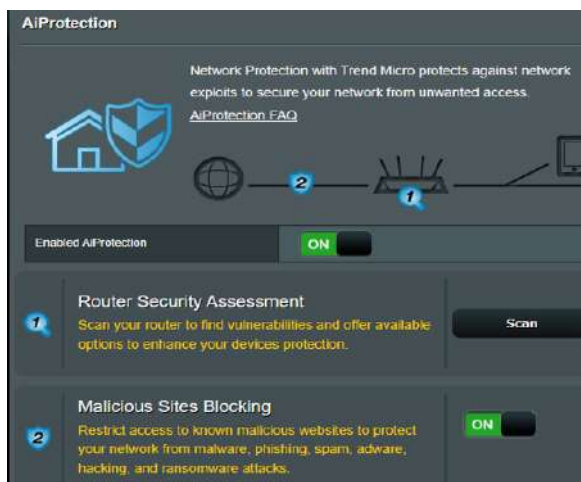 AiProtection
Network Protection with Trend Micro protects against network
exploits to secure your network from unwanted access.
AiProtection FAQ
2
1
Enabled AiProtection
ON
1
Router Security Assessment
Scan your router to find vulnerabilities and offer available
options to enhance your devices protection.
Scan
2
Malicious Sites Blocking
Restrict access to known malicious websites to protect
your network from malware, phishing, spam, adware,
hacking, and ransomware attacks.
ON